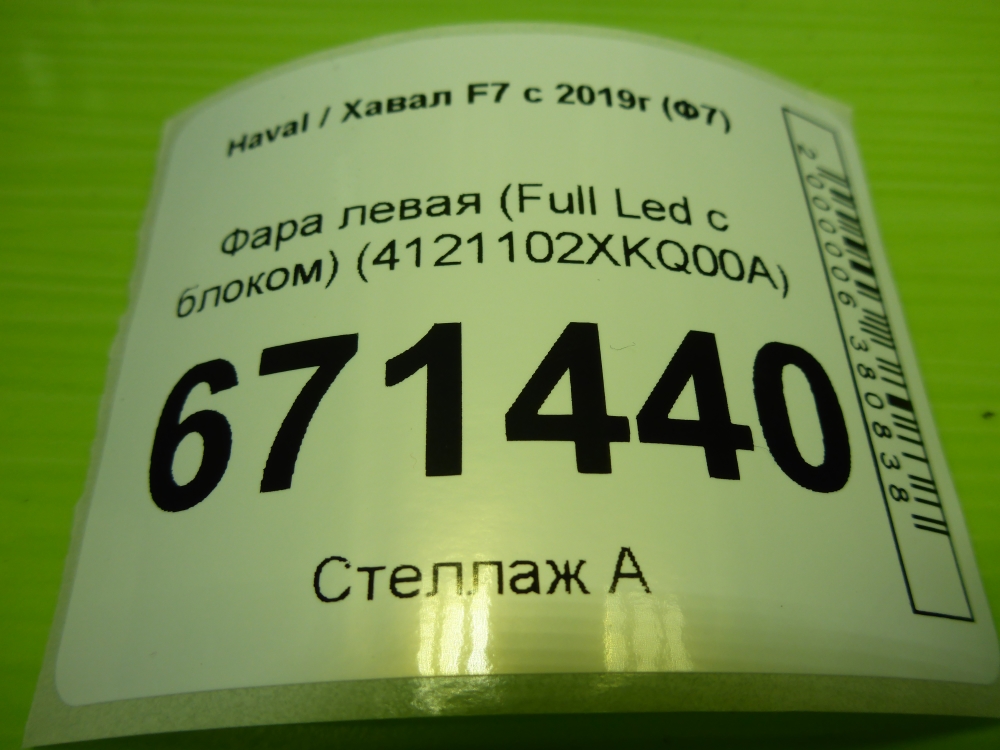 Haval / Хавал F7 с 2019г (Ф7)
Фара левая (Full Led с
блоком) (4121102XKQ00A)
671440
Стеллаж А
2000006380838